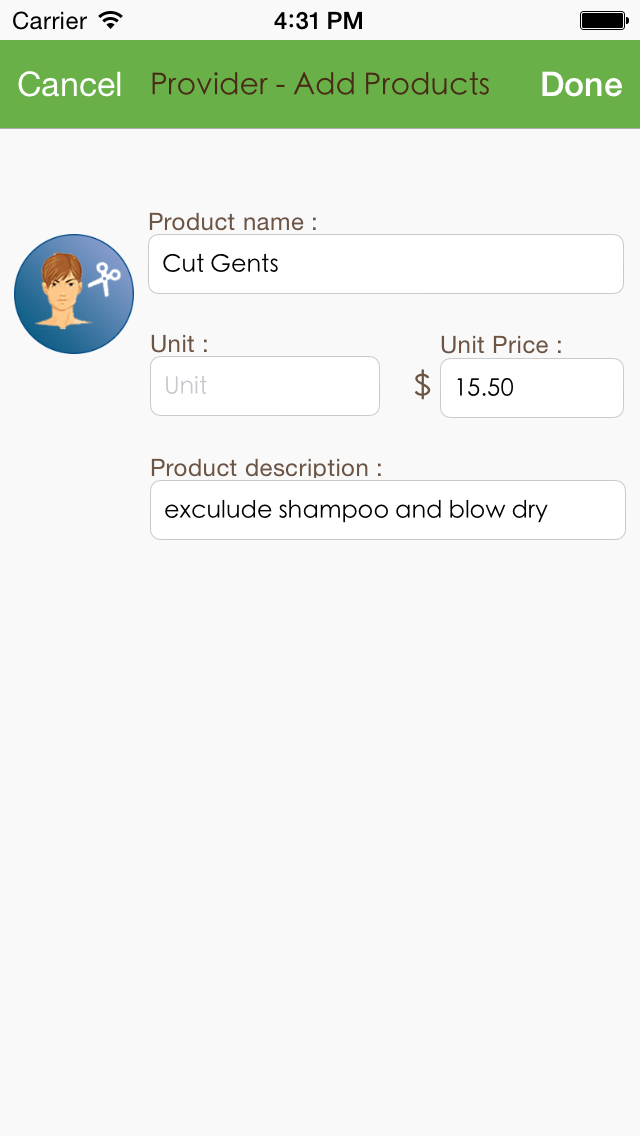 Carrier 4:31 PM
Cancel Provider - Add Products Done
Product name :
Cut Gents
Unit : Unit Price :
Unit $ 15.50
Product description :
exculude shampoo and blow dry